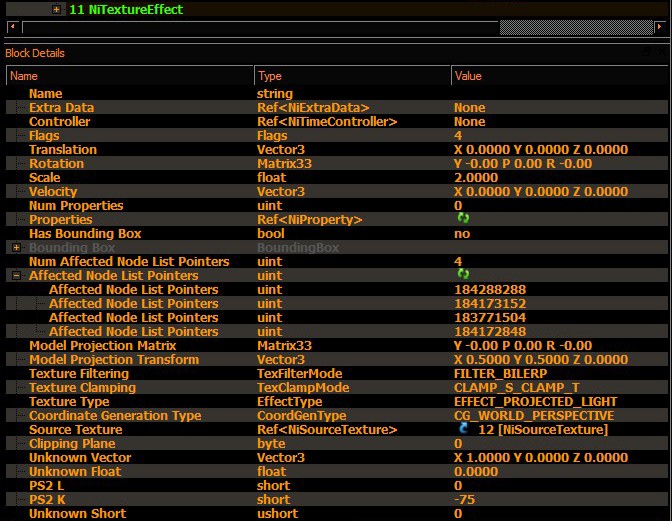 11 NiTextureEffect
Block Details
Name Type Value
Name string
Extra Data Ref<NiExtraData> None
Controller Ref<NiTimeController> None
Flags Flags 4
Translation Vector3 X 0.0000 Y 0.0000 Z 0.0000
Rotation Matrix33 Y -0.00 P 0.00 R -0.00
Scale float 2.0000
Velocity Vector3 X 0.0000 Y 0.0000 Z 0.0000
Num Properties uint 0
Properties Ref<NiProperty>
Has Bounding Box bool no
Bounding Box BoundingBox
Num Affected Node List Pointers uint 4
Affected Node List Pointers uint
Affected Node List Pointers uint 184288288
Affected Node List Pointers uint 184173152
Affected Node List Pointers uint 183771504
Affected Node List Pointers uint 184172848
Model Projection Matrix Matrix33 Y -0.00 P 0.00 R -0.00
Model Projection Transform Vector3 X 0.5000 Y 0.5000 Z 0.0000
Texture Filtering TexFilterMode FILTER_BILERP
Texture Clamping TexClampMode CLAMP_S_CLAMP_T
Texture Type EffectType EFFECT_PROJECTED_LIGHT
Coordinate Generation Type CoordGenType CG_WORLD_PERSPECTIVE
Source Texture Ref<NiSourceTexture> 12 [NiSourceTexture]
Clipping Plane byte 0
Unknown Vector Vector3 X 1.0000 Y 0.0000 Z 0.0000
Unknown Float float 0.0000
PS2 L short 0
PS2 K short -75
Unknown Short ushort 0